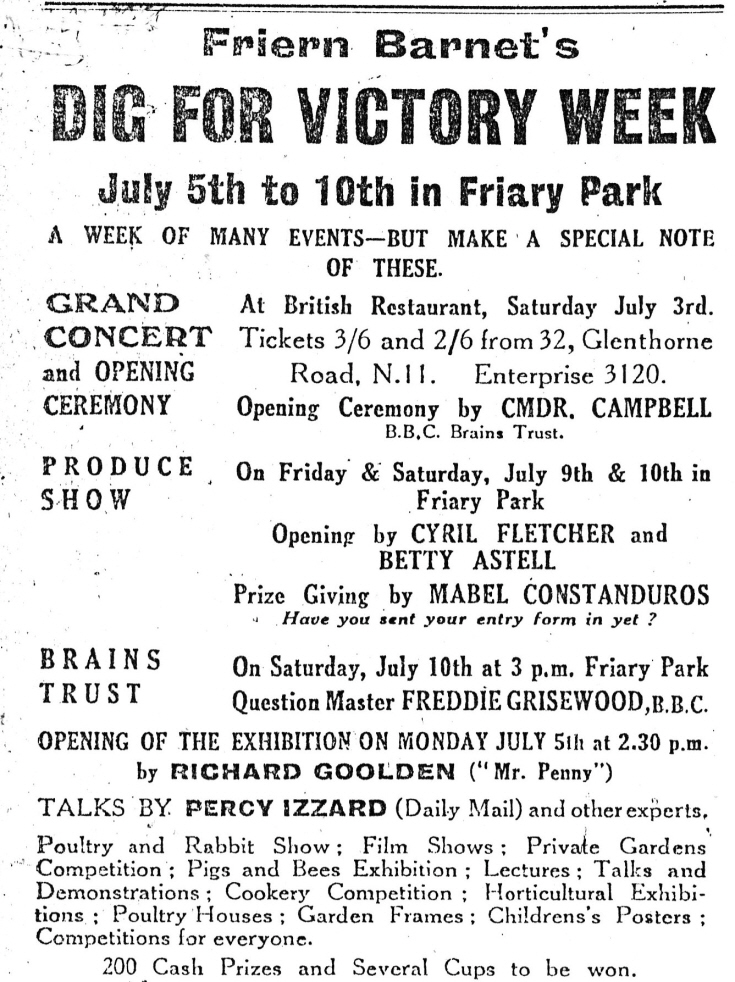 Friern Barnet's
DIG FOR VICTORY WEEK
July 5th to 10th in Friary Park
A WEEK OF MANY EVENTS—BUT MAKE A SPECIAL NOTE
OF THESE.
GRAND CONCERT and OPENING CEREMONY
At British Restaurant, Saturday July 3rd.
Tickets 3/6 and 2/6 from 32, Glenthorne
Road, N.11. Enterprise 3120.
Opening Ceremony by CMDR. CAMPBELL
B.B.C. Brains Trust.
PRODUCE SHOW
On Friday & Saturday, July 9th & 10th in
Friary Park
Opening by CYRIL FLETCHER and
BETTY ASTELL
Prize Giving by MABEL CONSTANDUROS
Have you sent your entry form in yet ?
BRAINS TRUST
On Saturday, July 10th at 3 p.m. Friary Park
Question Master FREDDIE GRISEWOOD, B.B.C.
OPENING OF THE EXHIBITION ON MONDAY JULY 5th at 2.30 p.m.
by RICHARD GOOLDEN ("Mr. Penny")
TALKS BY PERCY IZZARD (Daily Mail) and other experts.
Poultry and Rabbit Show ; Film Shows ; Private Gardens
Competition ; Pigs and Bees Exhibition ; Lectures ; Talks and
Demonstrations ; Cookery Competition ; Horticultural Exhibi-
tions ; Poultry Houses ; Garden Frames ; Childrens's Posters ;
Competitions for everyone.
200 Cash Prizes and Several Cups to be won.